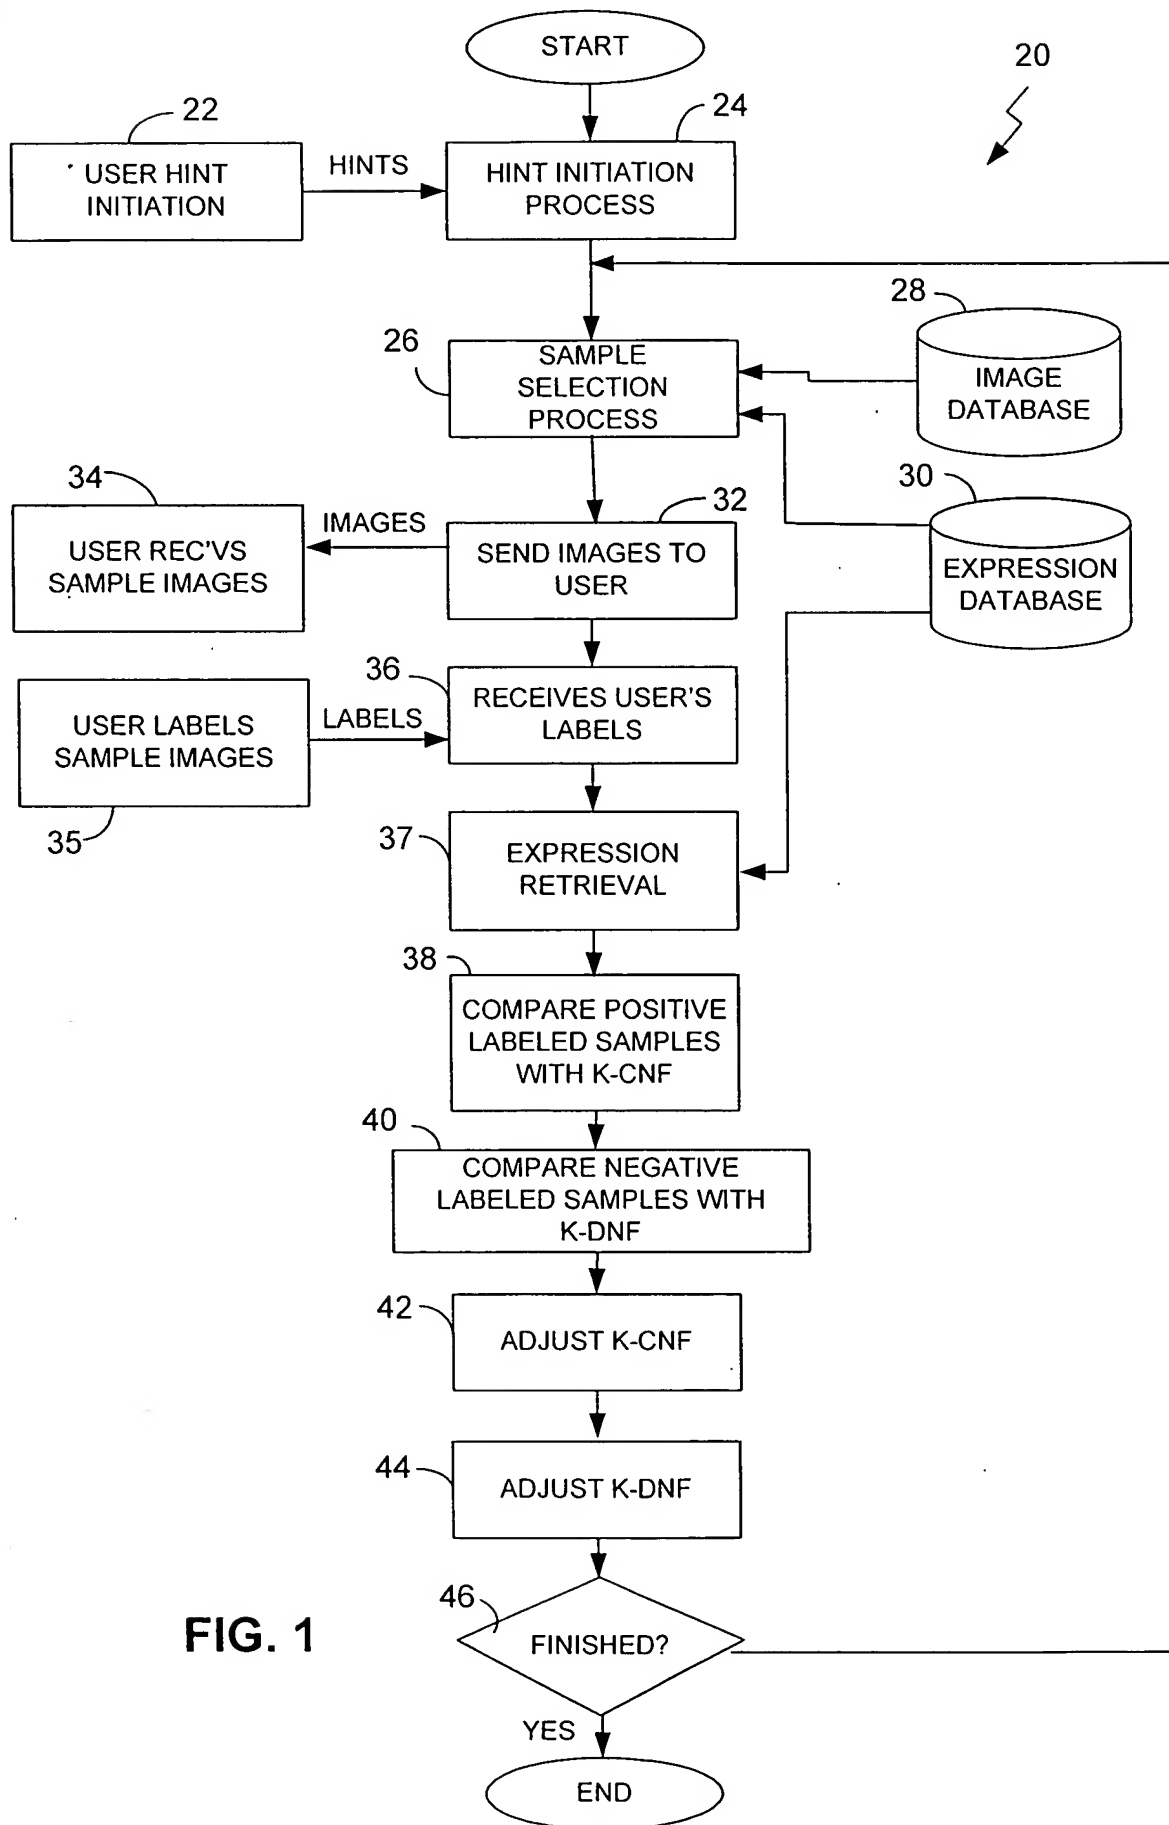 START
20
22
24
USER HINT
INITIATION
HINTS
HINT INITIATION
PROCESS
28
26
SAMPLE
SELECTION
PROCESS
IMAGE
DATABASE
34
32
30
USER REC'VS
SAMPLE IMAGES
IMAGES
SEND IMAGES TO
USER
EXPRESSION
DATABASE
36
USER LABELS
SAMPLE IMAGES
LABELS
RECEIVES USER'S
LABELS
35
37
EXPRESSION
RETRIEVAL
38
COMPARE POSITIVE
LABELED SAMPLES
WITH K-CNF
40
COMPARE NEGATIVE
LABELED SAMPLES WITH
K-DNF
42
ADJUST K-CNF
44
ADJUST K-DNF
46
FINISHED?
FIG. 1
YES
END